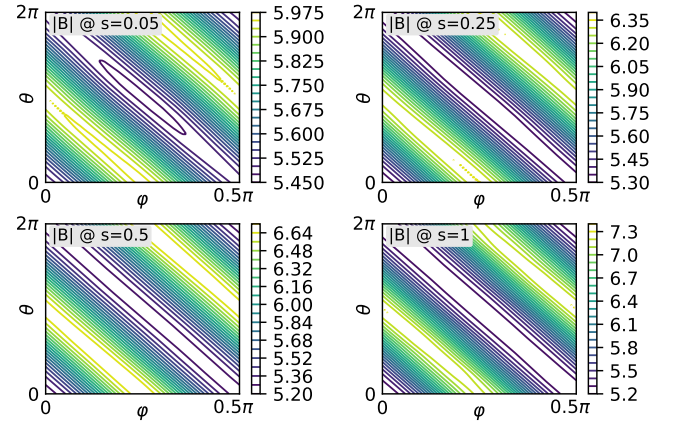 2π
|B| @ s=0.05
θ
0
0
φ
0.5π
5.975
5.900
5.825
5.750
5.675
5.600
5.525
5.450
2π
|B| @ s=0.25
θ
0
0
φ
0.5π
6.35
6.20
6.05
5.90
5.75
5.60
5.45
5.30
2π
|B| @ s=0.5
θ
0
0
φ
0.5π
6.64
6.48
6.32
6.16
6.00
5.84
5.68
5.52
5.36
5.20
2π
|B| @ s=1
θ
0
0
φ
0.5π
7.3
7.0
6.7
6.4
6.1
5.8
5.5
5.2